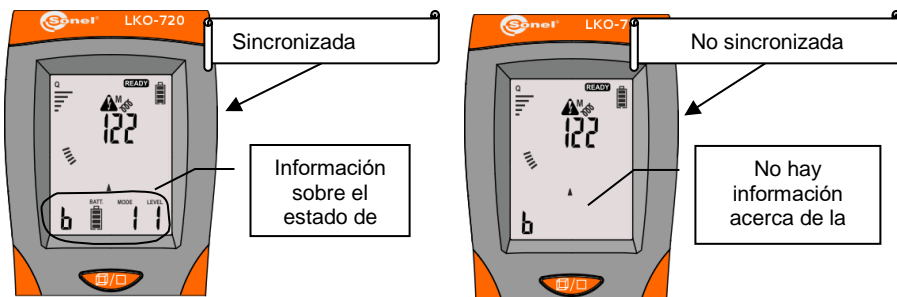 Sonel® LKO-720
Sincronizada
Q READY
M
122
BATT. MODE LEVEL
b 1 1
Información
sobre el
estado de
Sonel® LKO-7
No sincronizada
Q READY
M
122
b
No hay
información
acerca de la